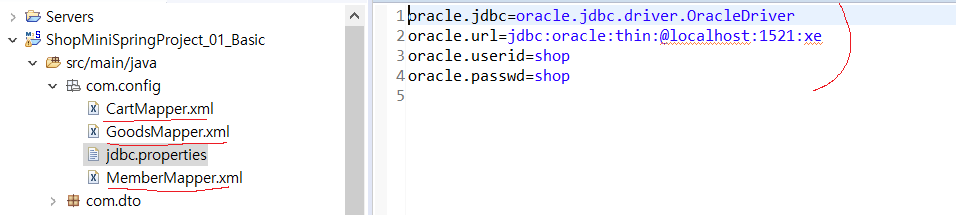 Servers
ShopMiniSpringProject_01_Basic
src/main/java
com.config
CartMapper.xml
GoodsMapper.xml
jdbc.properties
MemberMapper.xml
com.dto
1 oracle.jdbc=oracle.jdbc.driver.OracleDriver
2 oracle.url=jdbc:oracle:thin:@localhost:1521:xe
3 oracle.userid=shop
4 oracle.passwd=shop
5